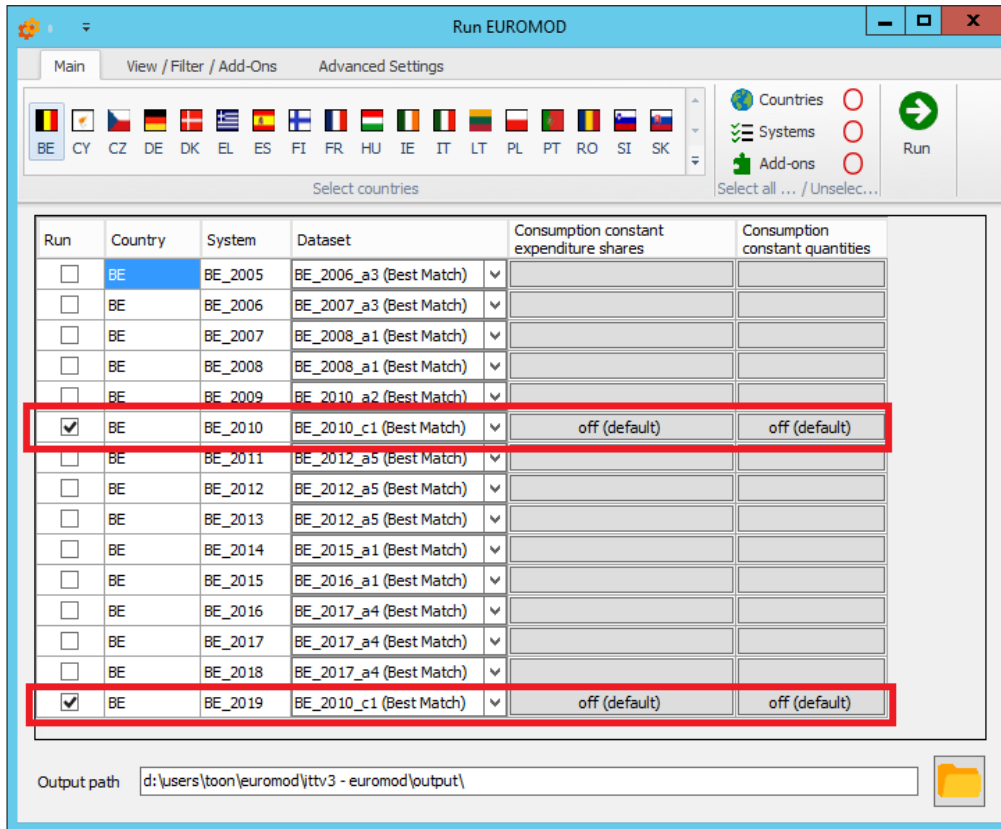 Run EUROMOD
Main View / Filter / Add-Ons Advanced Settings
BE CY CZ DE DK EL ES FI FR HU IE IT LT PL PT RO SI SK
Select countries
Countries
Systems
Add-ons
Select all ... / Unselec...
Run
Run Country System Dataset Consumption constant expenditure shares Consumption constant quantities
BE BE_2005 BE_2006_a3 (Best Match)
BE BE_2006 BE_2007_a3 (Best Match)
BE BE_2007 BE_2008_a1 (Best Match)
BE BE_2008 BE_2008_a1 (Best Match)
BE BE_2009 BE_2010_a2 (Best Match)
BE BE_2010 BE_2010_c1 (Best Match) off (default) off (default)
BE BE_2011 BE_2012_a5 (Best Match)
BE BE_2012 BE_2012_a5 (Best Match)
BE BE_2013 BE_2012_a5 (Best Match)
BE BE_2014 BE_2015_a1 (Best Match)
BE BE_2015 BE_2016_a1 (Best Match)
BE BE_2016 BE_2017_a4 (Best Match)
BE BE_2017 BE_2017_a4 (Best Match)
BE BE_2018 BE_2017_a4 (Best Match)
BE BE_2019 BE_2010_c1 (Best Match) off (default) off (default)
Output path d:\users\toon\euromod\ittv3 - euromod\output\